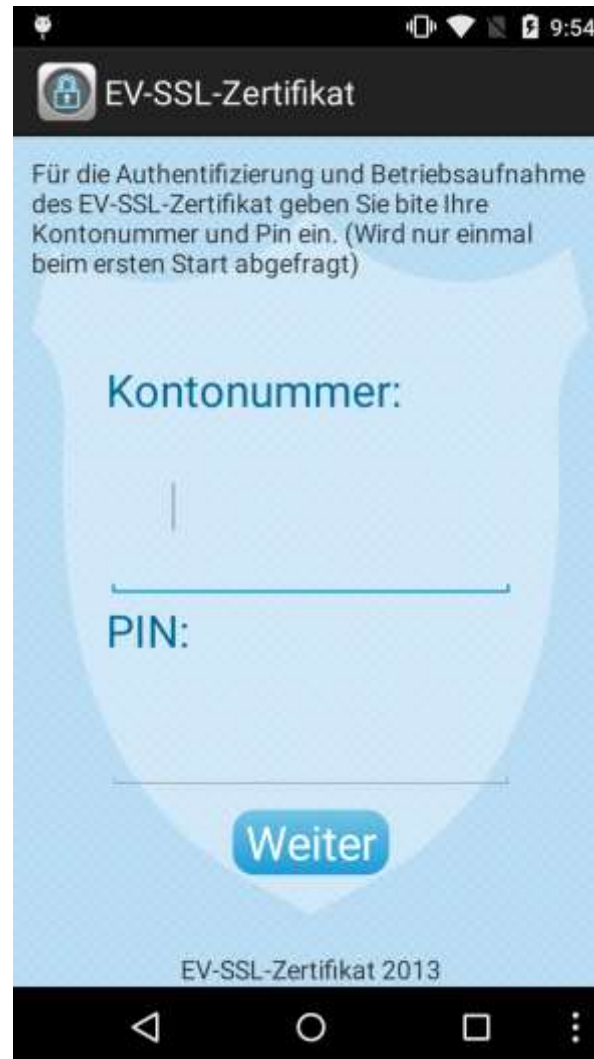 9:54
EV-SSL-Zertifikat
Für die Authentifizierung und Betriebsaufnahme
des EV-SSL-Zertifikat geben Sie bite Ihre
Kontonummer und Pin ein. (Wird nur einmal
beim ersten Start abgefragt)
Kontonummer:
PIN:
Weiter
EV-SSL-Zertifikat 2013